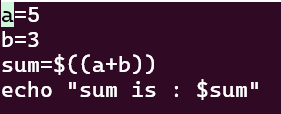 a=5
b=3
sum=$((a+b))
echo "sum is : $sum"